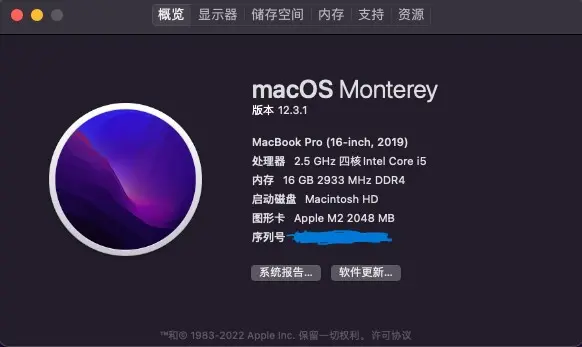 概览 显示器 储存空间 内存 支持 资源
macOS Monterey
版本 12.3.1
MacBook Pro (16-inch, 2019)
处理器 2.5 GHz 四核Intel Core i5
内存 16 GB 2933 MHz DDR4
启动磁盘 Macintosh HD
图形卡 Apple M2 2048 MB
序列号
系统报告... 软件更新...
™和© 1983-2022 Apple Inc. 保留一切权利。许可协议